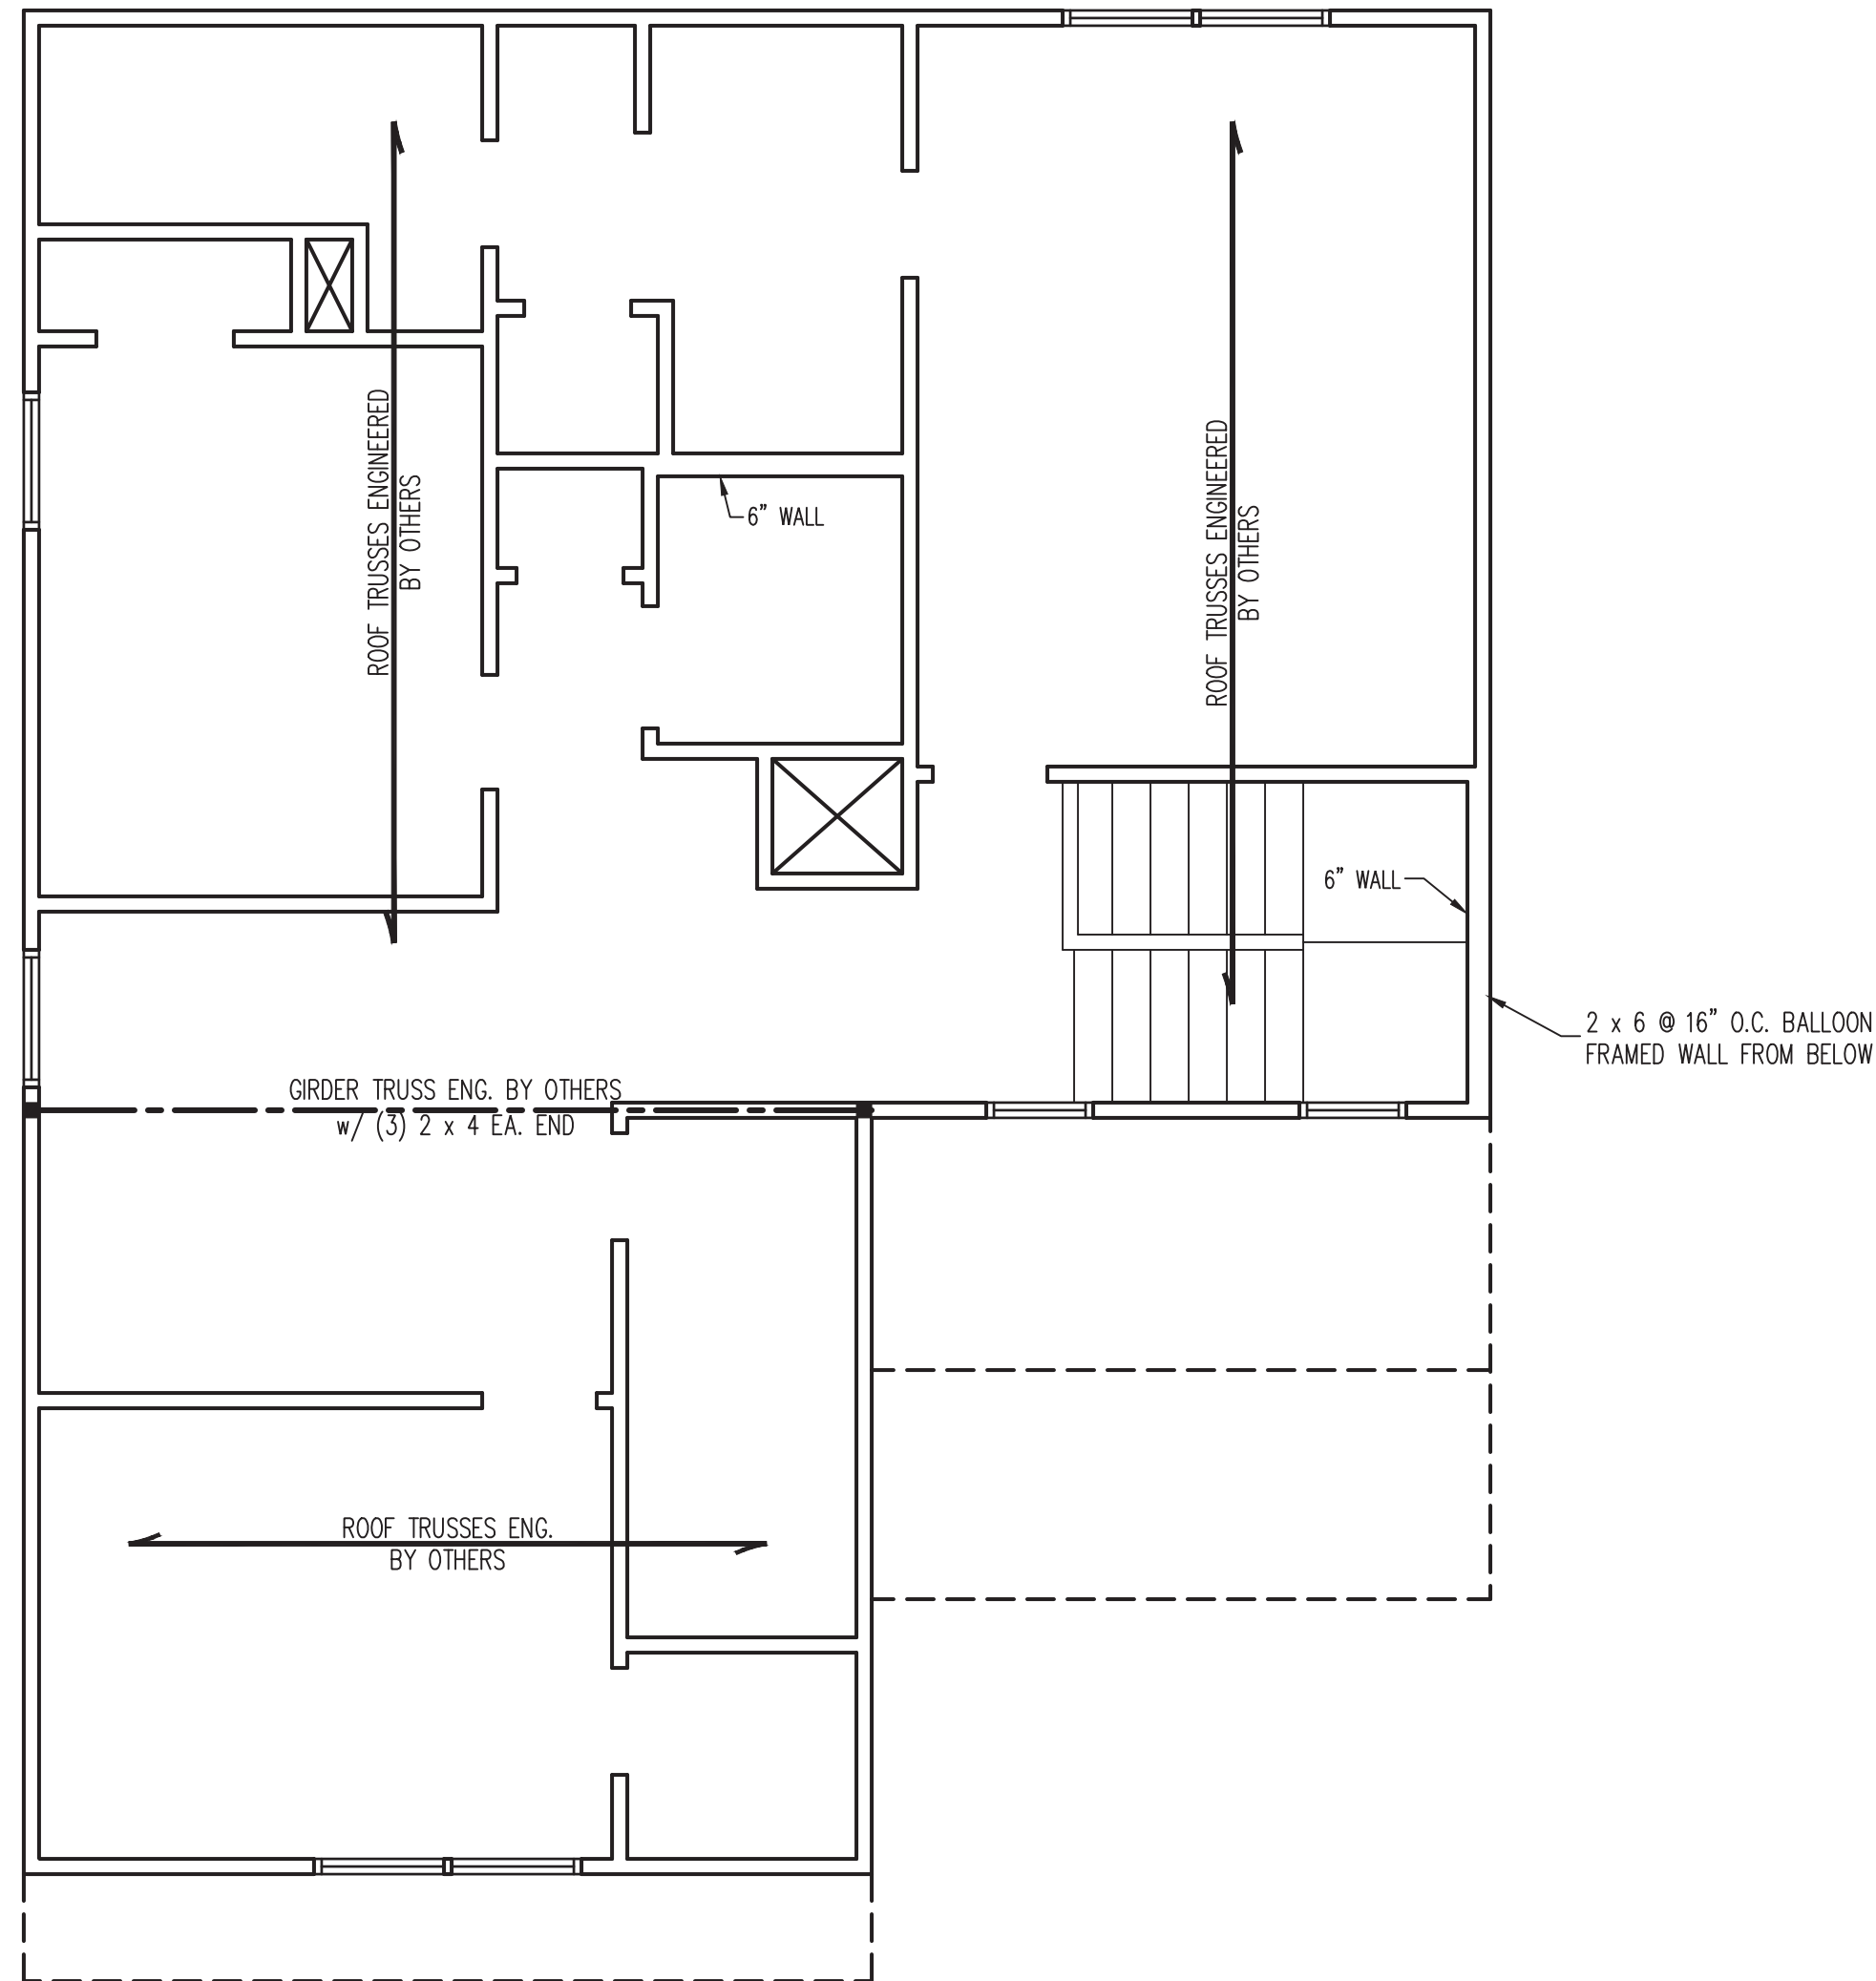 ROOF TRUSSES ENGINEERED
BY OTHERS
ROOF TRUSSES ENGINEERED
BY OTHERS
6” WALL
6” WALL
2 x 6 @ 16” O.C. BALLOON
FRAMED WALL FROM BELOW
GIRDER TRUSS ENG. BY OTHERS
w/ (3) 2 x 4 EA. END
ROOF TRUSSES ENG.
BY OTHERS